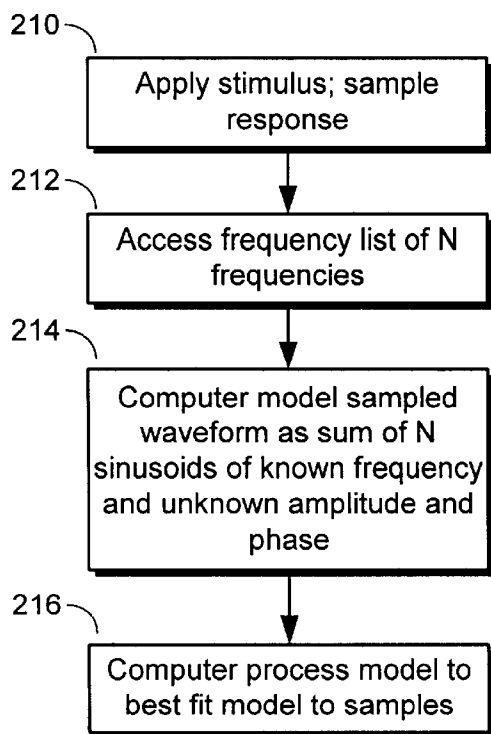 210
Apply stimulus; sample
response
212
Access frequency list of N
frequencies
214
Computer model sampled
waveform as sum of N
sinusoids of known frequency
and unknown amplitude and
phase
216
Computer process model to
best fit model to samples